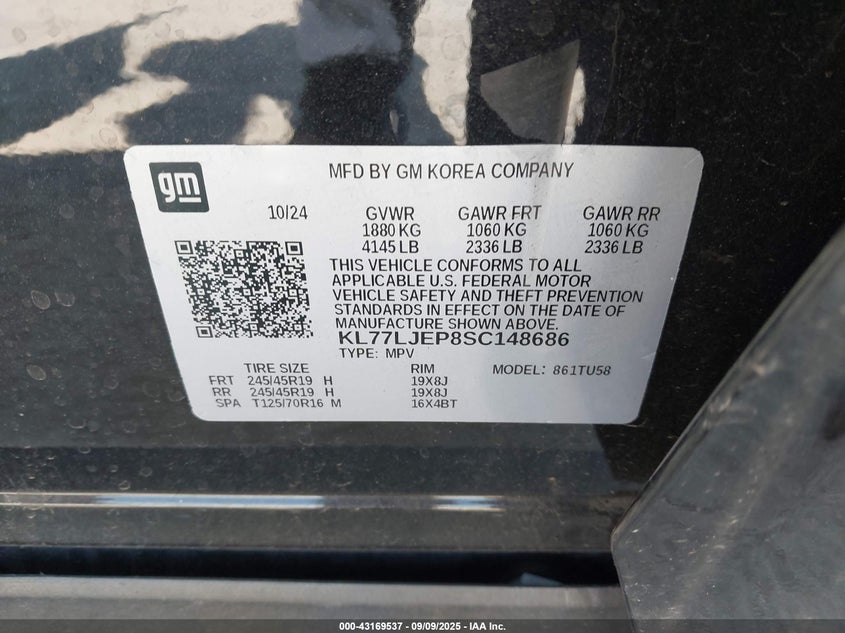 gm
MFD BY GM KOREA COMPANY
10/24 GVWR GAWR FRT GAWR RR
1880 KG 1060 KG 1060 KG
4145 LB 2336 LB 2336 LB
THIS VEHICLE CONFORMS TO ALL
APPLICABLE U.S. FEDERAL MOTOR
VEHICLE SAFETY AND THEFT PREVENTION
STANDARDS IN EFFECT ON THE DATE OF
MANUFACTURE SHOWN ABOVE.
KL77LJEP8SC148686
TYPE: MPV
TIRE SIZE RIM MODEL: 861TU58
FRT 245/45R19 H 19X8J
RR 245/45R19 H 19X8J
SPA T125/70R16 M 16X4BT
000-43169537 - 09/09/2025 - IAA Inc.